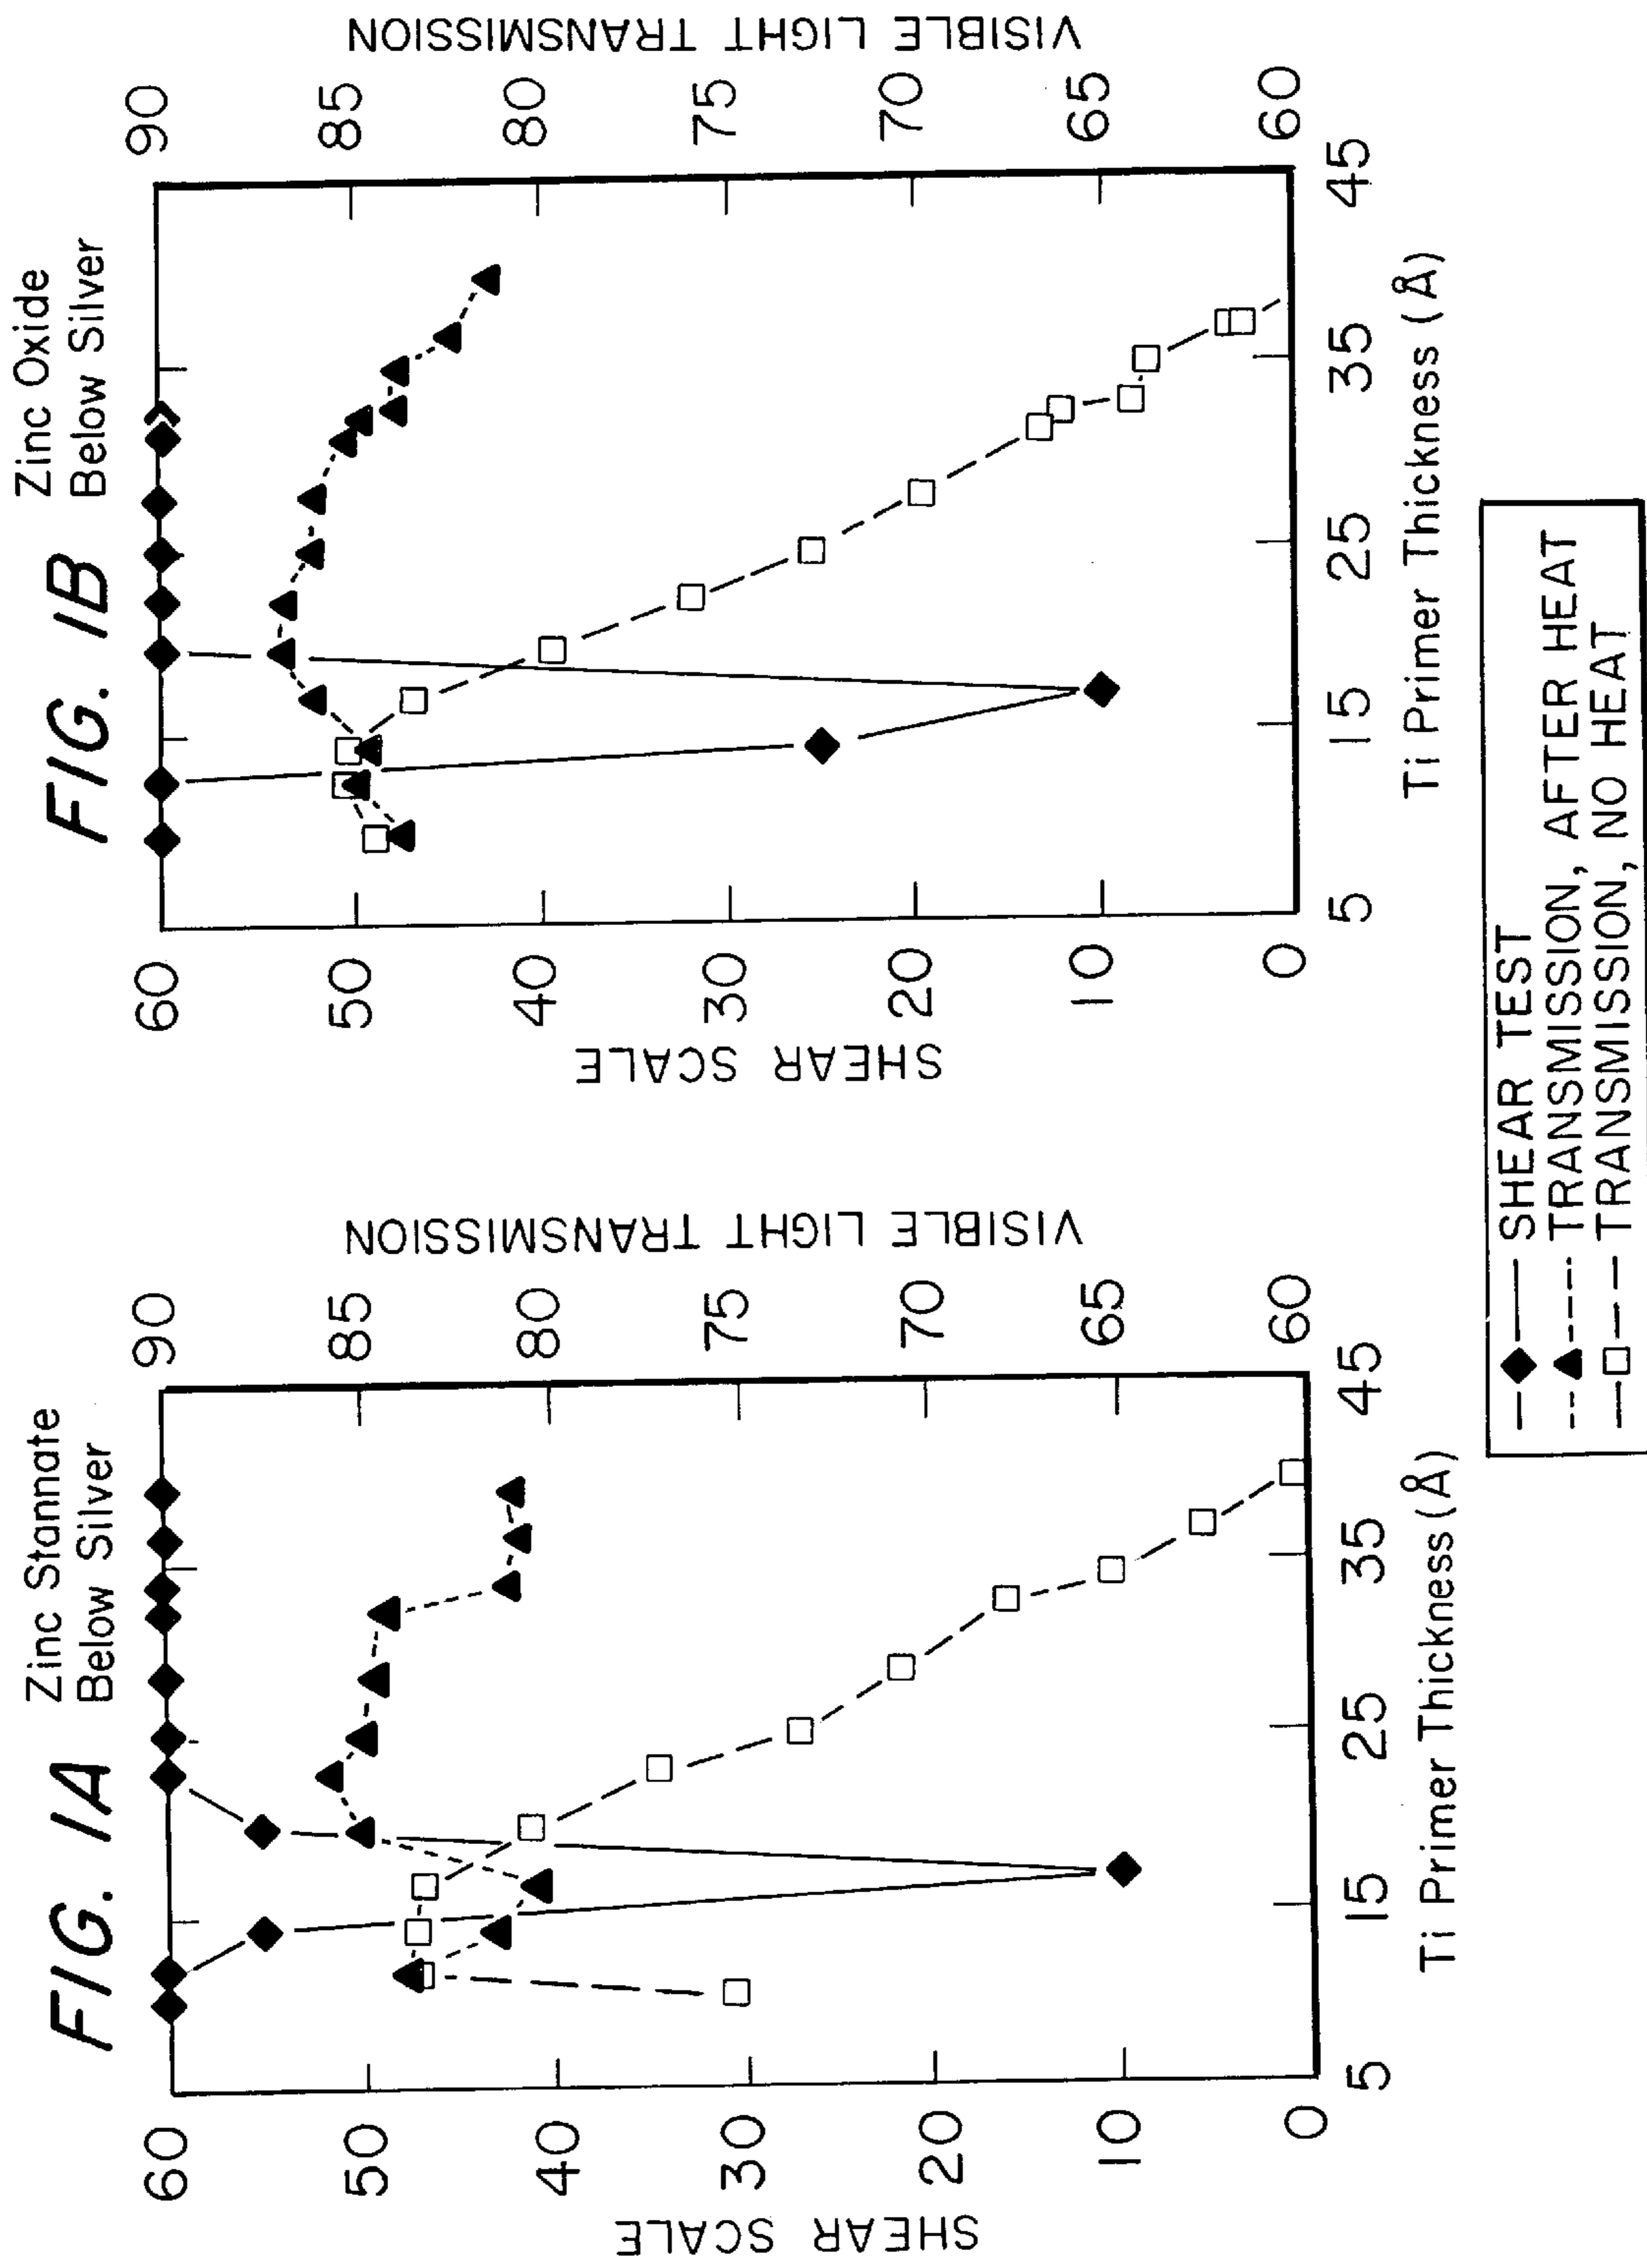 FIG. 1A
Zinc Stannate
Below Silver
60
50
40
30
20
10
0
SHEAR SCALE
90
85
80
75
70
65
60
VISIBLE LIGHT TRANSMISSION
5
15
25
35
45
Ti Primer Thickness (Å)
FIG. 1B
Zinc Oxide
Below Silver
60
50
40
30
20
10
0
SHEAR SCALE
90
85
80
75
70
65
60
VISIBLE LIGHT TRANSMISSION
5
15
25
35
45
Ti Primer Thickness (Å)
SHEAR TEST
TRANSMISSION, AFTER HEAT
TRANSMISSION, NO HEAT